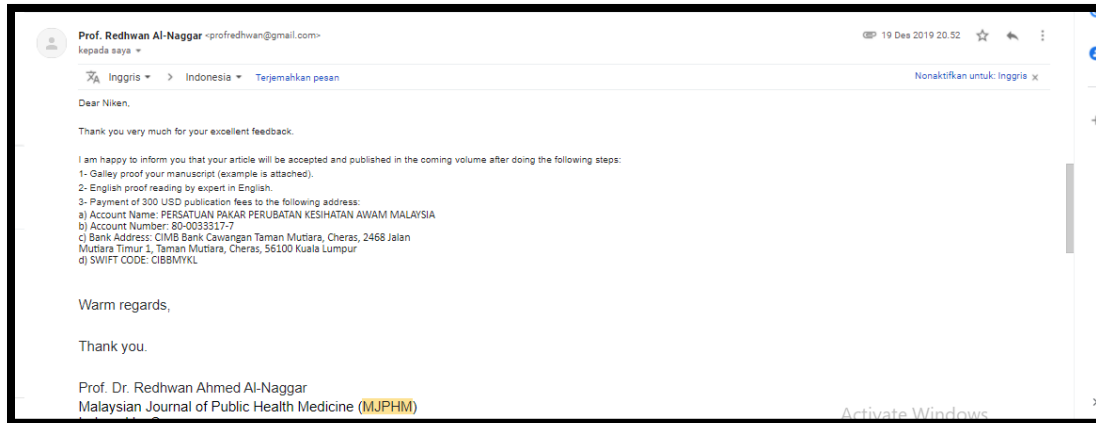 Prof. Redhwan Al-Naggar <profredhwan@gmail.com>
19 Des 2019 20.52
kepada saya
Inggris > Indonesia Terjemahkan pesan
Nonaktifkan untuk: Inggris x
Dear Niken,
Thank you very much for your excellent feedback.
I am happy to inform you that your article will be accepted and published in the coming volume after doing the following steps:
1- Galley proof your manuscript (example is attached).
2- English proof reading by expert in English.
3- Payment of 300 USD publication fees to the following address:
a) Account Name: PERSATUAN PAKAR PERUBATAN KESIHATAN AWAM MALAYSIA
b) Account Number: 80-0033317-7
c) Bank Address: CIMB Bank Cawangan Taman Mutiara, Cheras, 2468 Jalan
Mutiara Timur 1, Taman Mutiara, Cheras, 56100 Kuala Lumpur
d) SWIFT CODE: CIBBMYKL
Warm regards,
Thank you.
Prof. Dr. Redhwan Ahmed Al-Naggar
Malaysian Journal of Public Health Medicine (MJPHM)
Activate Windows